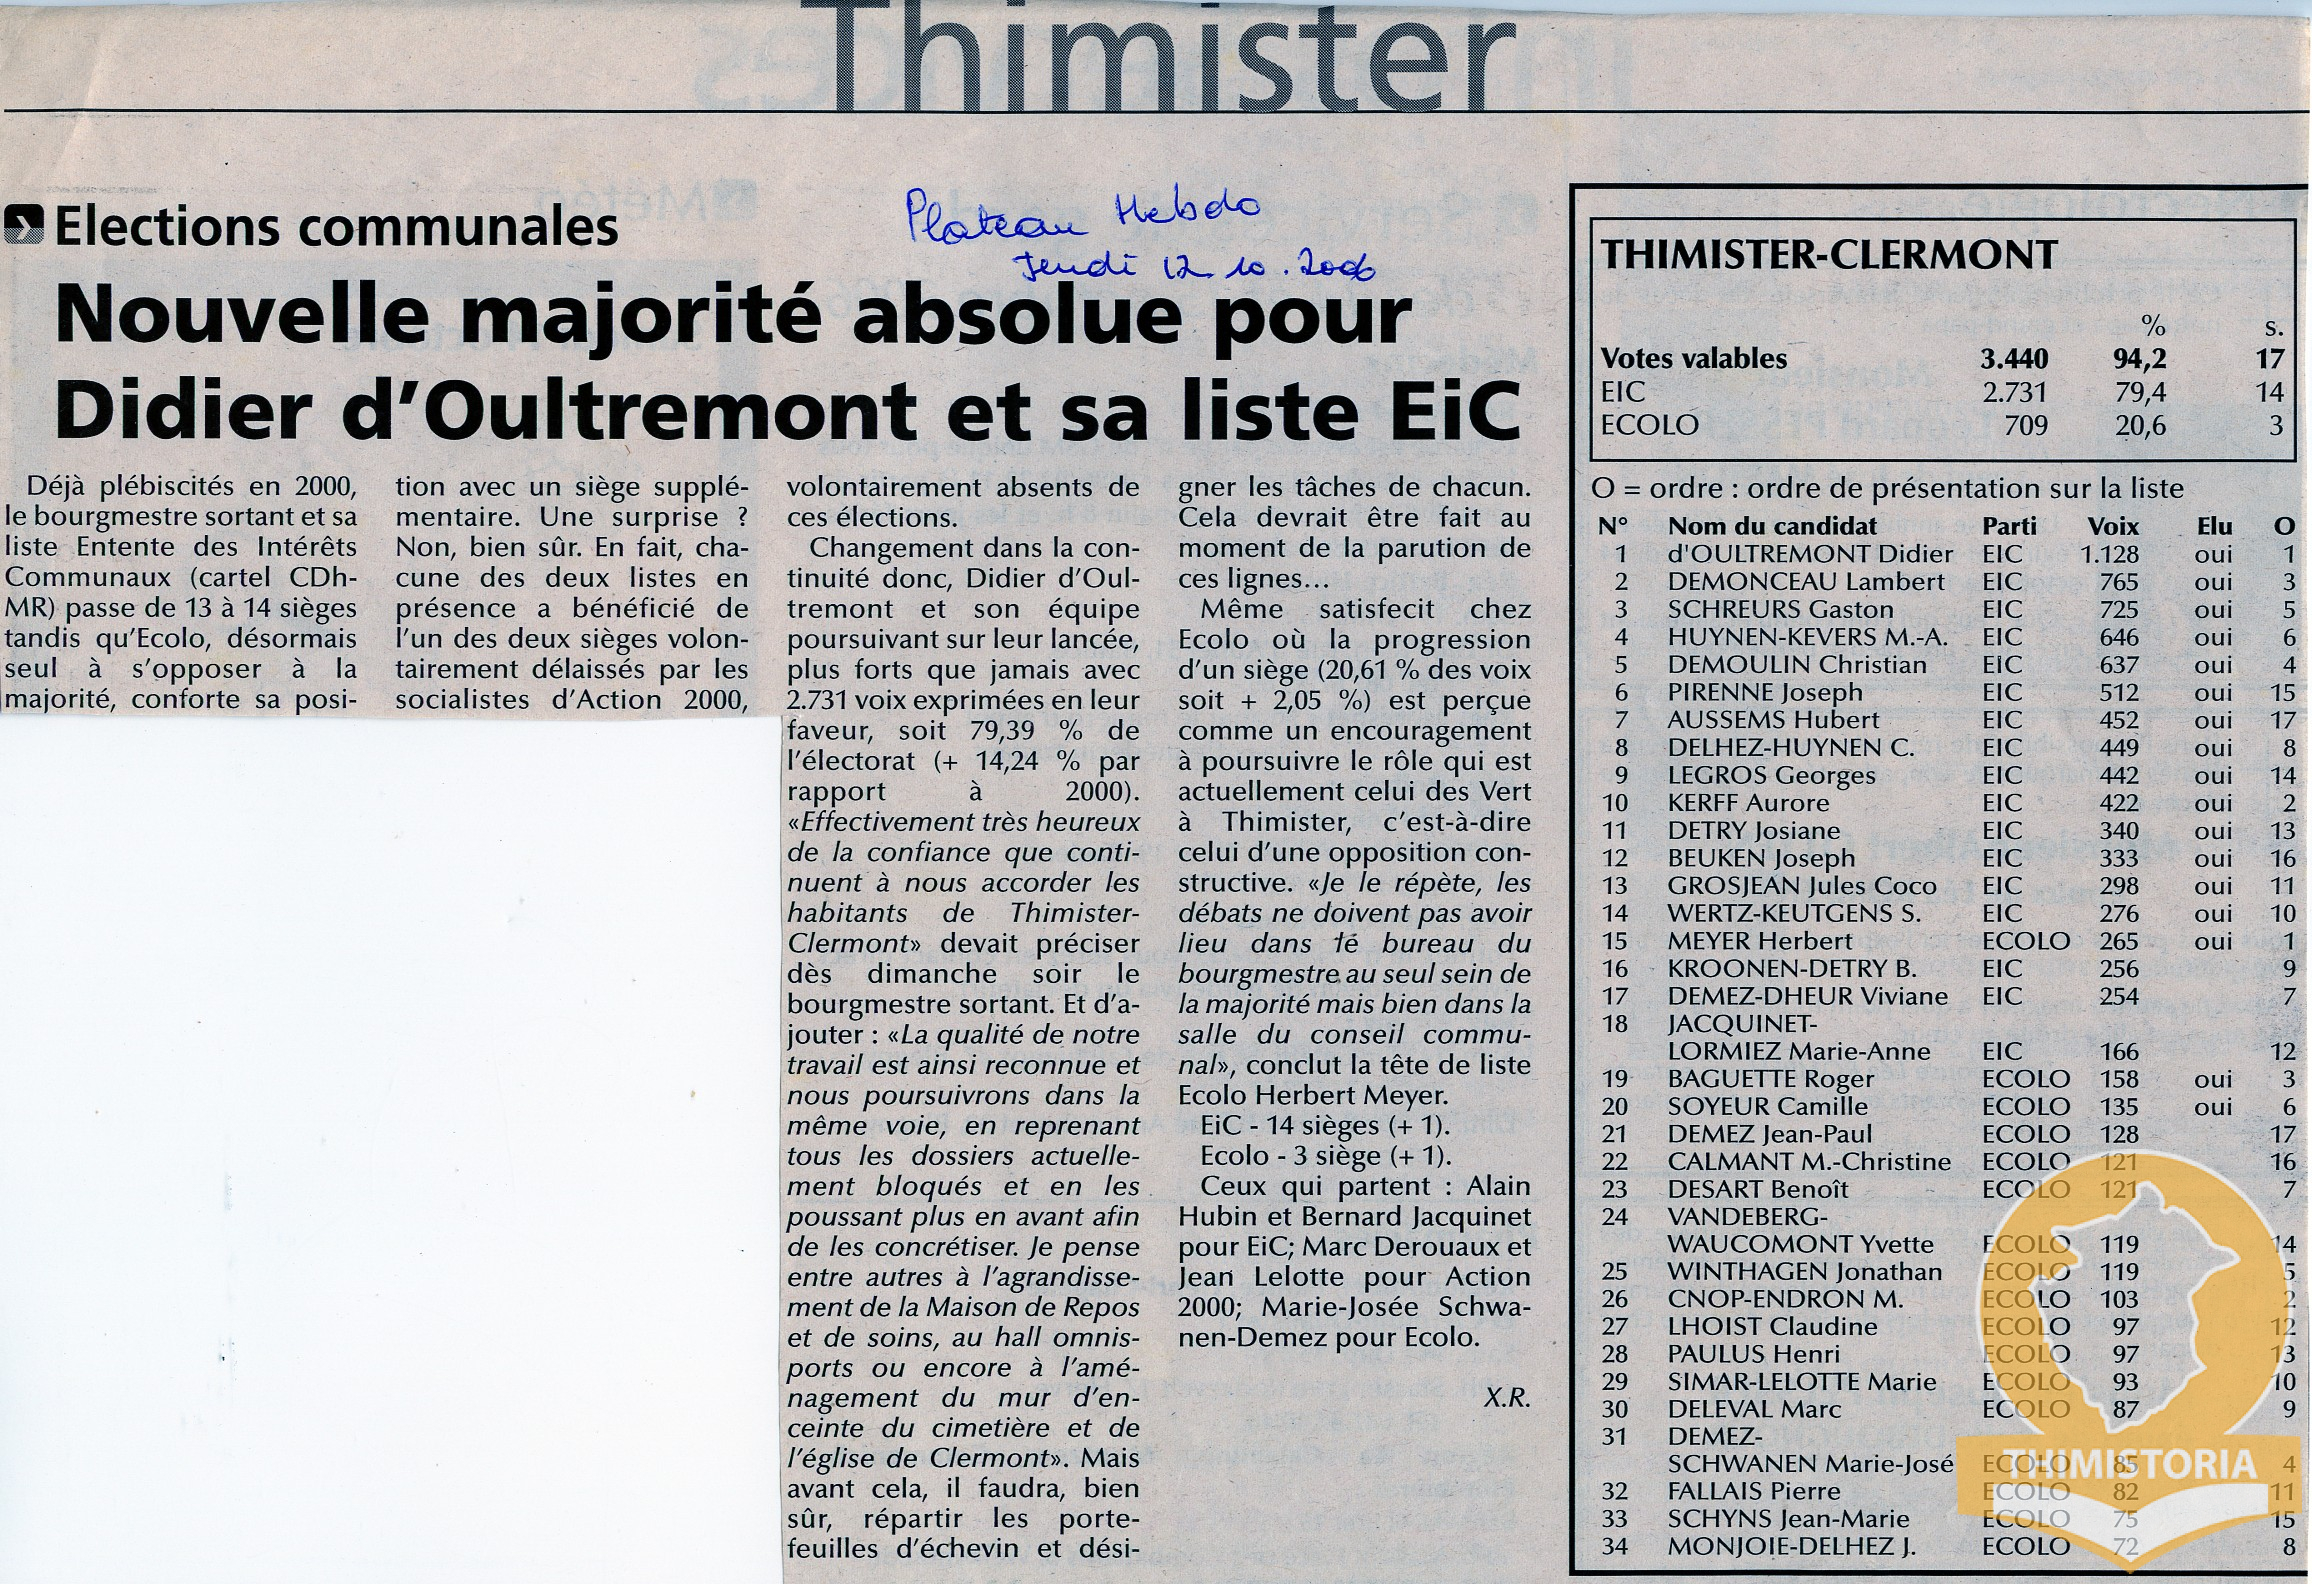 Thimister
Elections communales
Plateau Hebdo
Jeudi 12 10.2006
Nouvelle majorité absolue pour
Didier d'Oultremont et sa liste EiC
Déjà plébiscités en 2000,
le bourgmestre sortant et sa
liste Entente des Intérêts
Communaux (cartel CDh-
MR) passe de 13 à 14 sièges
tandis qu'Ecolo, désormais
seul à s'opposer à la
majorité, conforte sa posi-
tion avec un siège supplé-
mentaire. Une surprise ?
Non, bien sûr. En fait, cha-
cune des deux listes en
présence a bénéficié de
l'un des deux sièges volon-
tairement délaissés par les
socialistes d'Action 2000,
volontairement absents de
ces élections.
Changement dans la con-
tinuité donc, Didier d'Oul-
tremont et son équipe
poursuivant sur leur lancée,
plus forts que jamais avec
2.731 voix exprimées en leur
faveur, soit 79,39 % de
l'électorat (+ 14,24 % par
rapport à 2000).
«Effectivement très heureux
de la confiance que conti-
nuent à nous accorder les
habitants de Thimister-
Clermont» devait préciser
dès dimanche soir le
bourgmestre sortant. Et d'a-
jouter : «La qualité de notre
travail est ainsi reconnue et
nous poursuivrons dans la
même voie, en reprenant
tous les dossiers actuelle-
ment bloqués et en les
poussant plus en avant afin
de les concrétiser. Je pense
entre autres à l'agrandisse-
ment de la Maison de Repos
et de soins, au hall omnis-
ports ou encore à l'amé-
nagement du mur d'en-
ceinte du cimetière et de
l'église de Clermont». Mais
avant cela, il faudra, bien
sûr, répartir les porte-
feuilles d'échevin et dési-
gner les tâches de chacun.
Cela devrait être fait au
moment de la parution de
ces lignes...
Même satisfecit chez
Ecolo où la progression
d'un siège (20,61 % des voix
soit + 2,05 %) est perçue
comme un encouragement
à poursuivre le rôle qui est
actuellement celui des Vert
à Thimister, c'est-à-dire
celui d'une opposition con-
structive. «Je le répète, les
débats ne doivent pas avoir
lieu dans le bureau du
bourgmestre au seul sein de
la majorité mais bien dans la
salle du conseil commu-
nal», conclut la tête de liste
Ecolo Herbert Meyer.
EiC - 14 sièges (+ 1).
Ecolo - 3 siège (+ 1).
Ceux qui partent : Alain
Hubin et Bernard Jacquinet
pour EiC; Marc Derouaux et
Jean Lelotte pour Action
2000; Marie-Josée Schwa-
nen-Demez pour Ecolo.
X.R.
THIMISTER-CLERMONT
% s.
Votes valables 3.440 94,2 17
EIC 2.731 79,4 14
ECOLO 709 20,6 3
O = ordre : ordre de présentation sur la liste
N° Nom du candidat Parti Voix Elu O
1 d'OULTREMONT Didier EIC 1.128 oui 1
2 DEMONCEAU Lambert EIC 765 oui 3
3 SCHREURS Gaston EIC 725 oui 5
4 HUYNEN-KEVERS M.-A. EIC 646 oui 6
5 DEMOULIN Christian EIC 637 oui 4
6 PIRENNE Joseph EIC 512 oui 15
7 AUSSEMS Hubert EIC 452 oui 17
8 DELHEZ-HUYNEN C. EIC 449 oui 8
9 LEGROS Georges EIC 442 oui 14
10 KERFF Aurore EIC 422 oui 2
11 DETRY Josiane EIC 340 oui 13
12 BEUKEN Joseph EIC 333 oui 16
13 GROSJEAN Jules Coco EIC 298 oui 11
14 WERTZ-KEUTGENS S. EIC 276 oui 10
15 MEYER Herbert ECOLO 265 oui 1
16 KROONEN-DETRY B. EIC 256 9
17 DEMEZ-DHEUR Viviane EIC 254 7
18 JACQUINET-
LORMIEZ Marie-Anne EIC 166 12
19 BAGUETTE Roger ECOLO 158 oui 3
20 SOYEUR Camille ECOLO 135 oui 6
21 DEMEZ Jean-Paul ECOLO 128 17
22 CALMANT M.-Christine ECOLO 121 16
23 DESART Benoît ECOLO 121 7
24 VANDEBERG-
WAUCOMONT Yvette ECOLO 119 14
25 WINTHAGEN Jonathan ECOLO 119 5
26 CNOP-ENDRON M. ECOLO 103 2
27 LHOIST Claudine ECOLO 97 12
28 PAULUS Henri ECOLO 97 13
29 SIMAR-LELOTTE Marie ECOLO 93 10
30 DELEVAL Marc ECOLO 87 9
31 DEMEZ-
SCHWANEN Marie-José ECOLO 85 4
32 FALLAIS Pierre ECOLO 82 11
33 SCHYNS Jean-Marie ECOLO 75 15
34 MONJOIE-DELHEZ J. ECOLO 72 8
THIMISTORIA